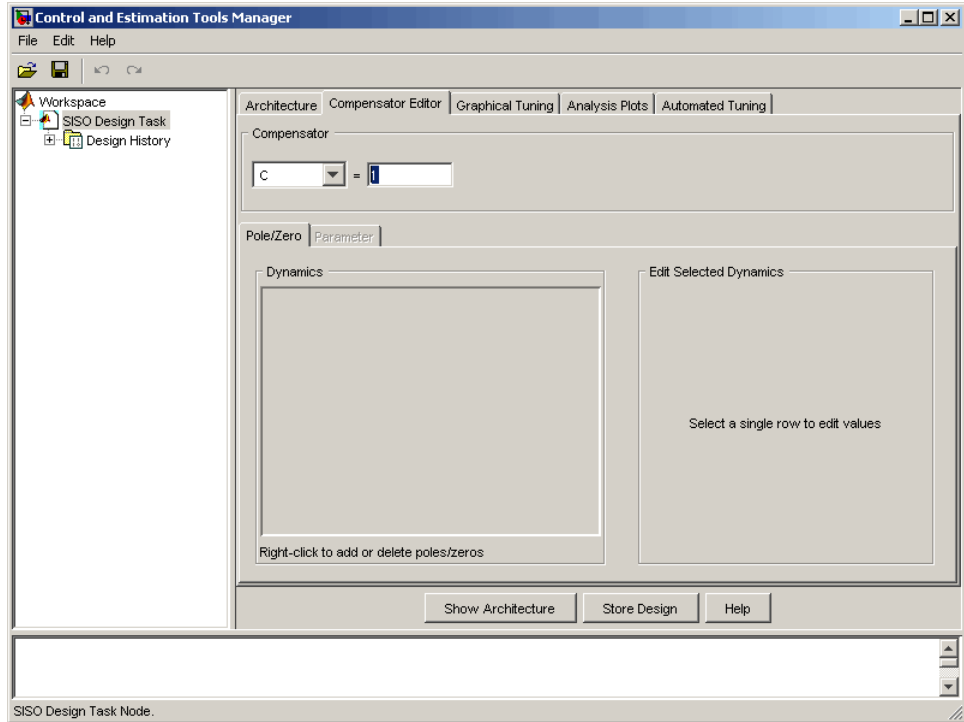 Control and Estimation Tools Manager
File Edit Help
Workspace
SISO Design Task
Design History
Architecture Compensator Editor Graphical Tuning Analysis Plots Automated Tuning
Compensator
C = 1
Pole/Zero Parameter
Dynamics
Edit Selected Dynamics
Select a single row to edit values
Right-click to add or delete poles/zeros
Show Architecture Store Design Help
SISO Design Task Node.